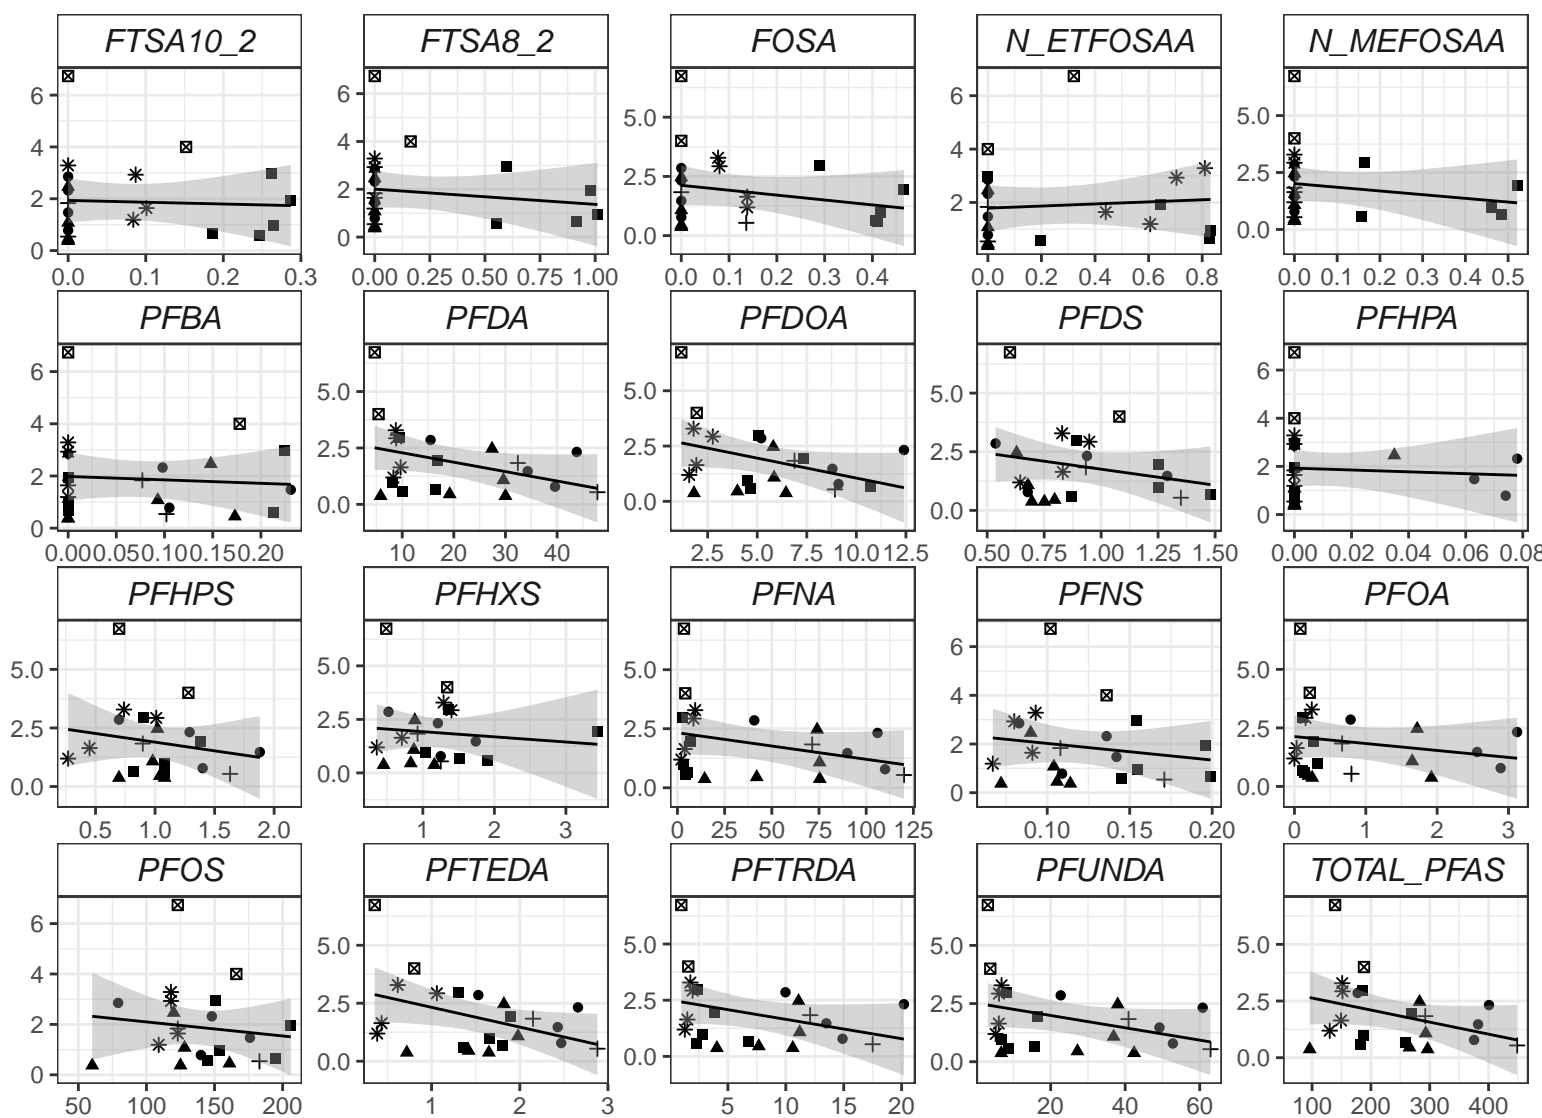 FTSA10_2 FTSA8_2 FOSA N_ETFOSAA N_MEFOSAA
6 4 2 0 6 4 2 0 5.0 2.5 0.0 6 4 2 6 4 2 0
0.0 0.1 0.2 0.3 0.00 0.25 0.50 0.75 1.00 0.0 0.1 0.2 0.3 0.4 0.0 0.2 0.4 0.6 0.8 0.0 0.1 0.2 0.3 0.4 0.5
PFBA PFDA PFDOA PFDS PFHPA
6 4 2 0 5.0 2.5 0.0 5.0 2.5 0.0 5.0 2.5 0.0 6 4 2 0
0.00 0.05 0.10 0.15 0.20 10 20 30 40 2.5 5.0 7.5 10.0 12.5 0.50 0.75 1.00 1.25 1.50 0.00 0.02 0.04 0.06 0.08
PFHPS PFHXS PFNA PFNS PFOA
5.0 2.5 0.0 5.0 2.5 0.0 5.0 2.5 0.0 6 4 2 0 5.0 2.5 0.0
0.5 1.0 1.5 2.0 1 2 3 0 25 50 75 100 125 0.10 0.15 0.20 0 1 2 3
PFOS PFTEDA PFTRDA PFUNDA TOTAL_PFAS
6 4 2 0 5.0 2.5 0.0 5.0 2.5 0.0 5.0 2.5 0.0 5.0 2.5 0.0
50 100 150 200 1 2 3 5 10 15 20 20 40 60 100 200 300 400